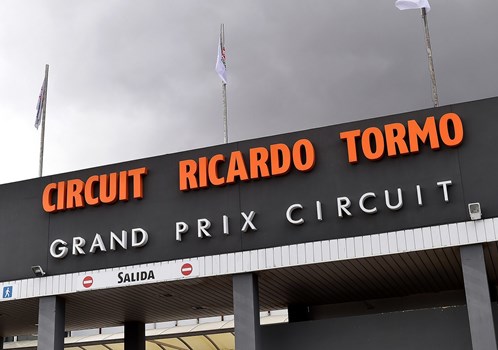 CIRCUIT RICARDO TORMO
GRAND PRIX CIRCUIT
SALIDA